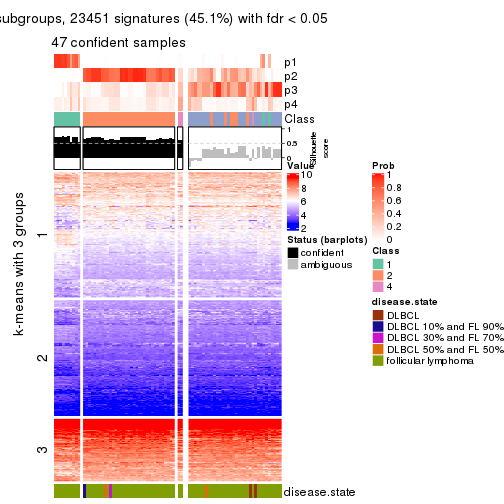 subgroups, 23451 signatures (45.1%) with fdr < 0.05
47 confident samples
p1
p2
p3
p4
Class
1
0.5
0
Silhouette
score
k-means with 3 groups
1
2
3
disease.state
Value
10
8
6
4
2
Status (barplots)
confident
ambiguous
Prob
1
0.8
0.6
0.4
0.2
0
Class
1
2
4
disease.state
DLBCL
DLBCL 10% and FL 90%
DLBCL 30% and FL 70%
DLBCL 50% and FL 50%
follicular lymphoma